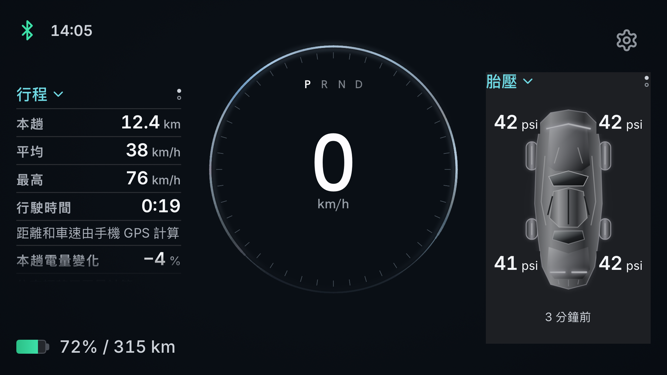 14:05
行程
本趟 12.4 km
平均 38 km/h
最高 76 km/h
行駛時間 0:19
距離和車速由手機 GPS 計算
本趟電量變化 −4 %
72% / 315 km
P R N D
0
km/h
胎壓
42 psi 42 psi
41 psi 42 psi
3 分鐘前